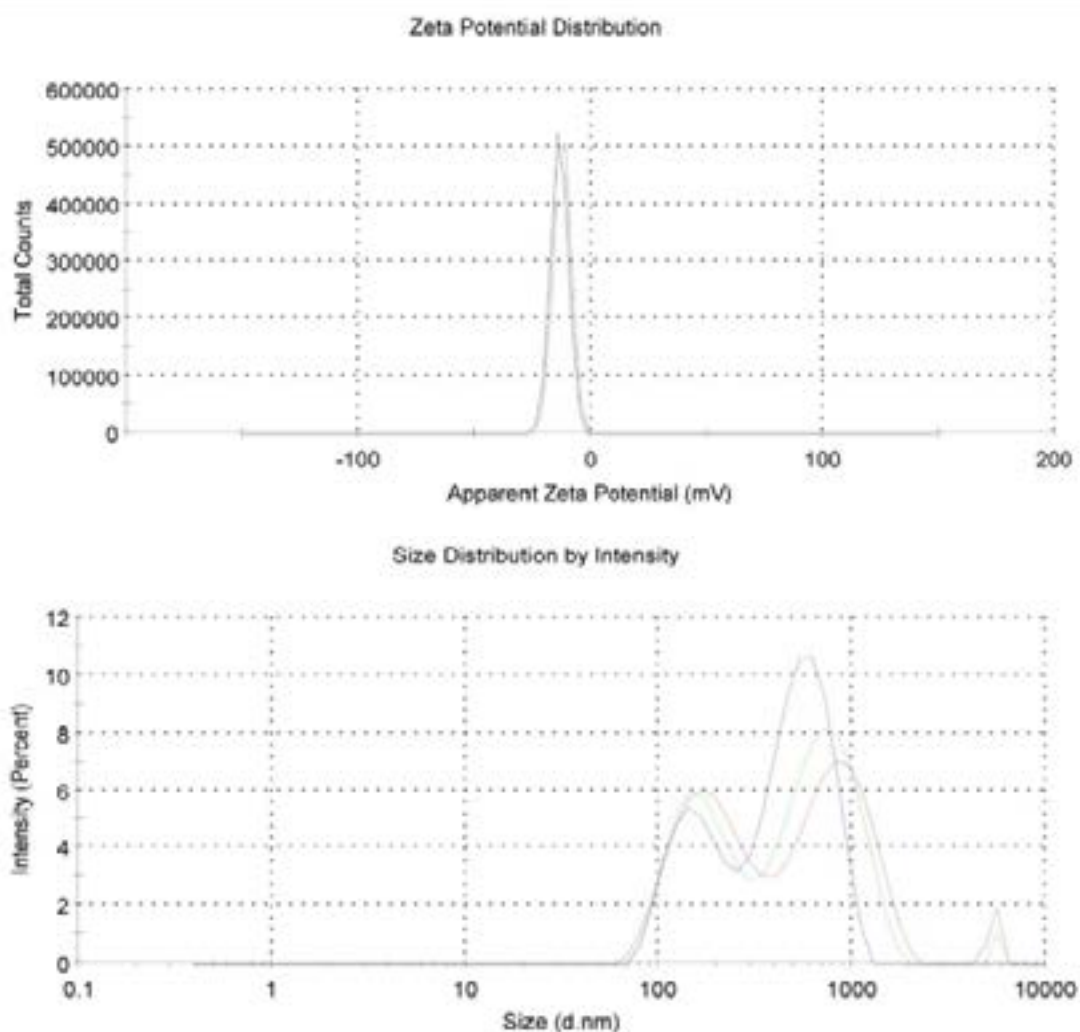 Zeta Potential Distribution
600000
500000
400000
300000
200000
100000
0
Total Counts
-100 0 100 200
Apparent Zeta Potential (mV)
Size Distribution by Intensity
12
10
8
6
4
2
0
Intensity (Percent)
0.1 1 10 100 1000 10000
Size (d.nm)